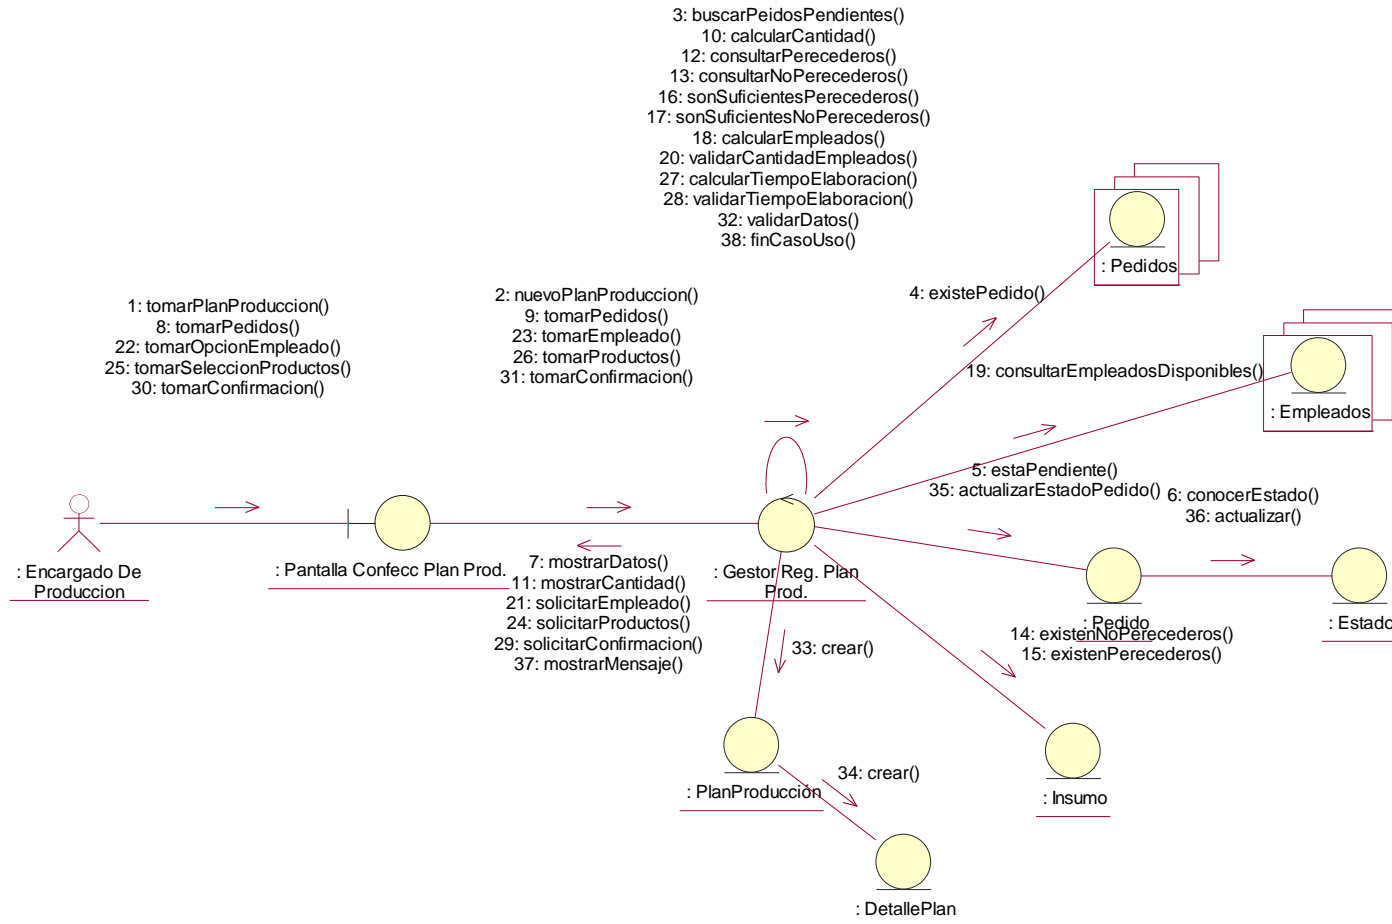 3: buscarPeidosPendientes()
10: calcularCantidad()
12: consultarPerecederos()
13: consultarNoPerecederos()
16: sonSuficientesPerecederos()
17: sonSuficientesNoPerecederos()
18: calcularEmpleados()
20: validarCantidadEmpleados()
27: calcularTiempoElaboracion()
28: validarTiempoElaboracion()
32: validarDatos()
38: finCasoUso()
: Pedidos
4: existePedido()
1: tomarPlanProduccion()
8: tomarPedidos()
22: tomarOpcionEmpleado()
25: tomarSeleccionProductos()
30: tomarConfirmacion()
2: nuevoPlanProduccion()
9: tomarPedidos()
23: tomarEmpleado()
26: tomarProductos()
31: tomarConfirmacion()
19: consultarEmpleadosDisponibles()
: Empleados
5: estaPendiente()
35: actualizarEstadoPedido()
6: conocerEstado()
36: actualizar()
: Encargado De
Produccion
: Pantalla Confecc Plan Prod.
: Gestor Reg. Plan
Prod.
7: mostrarDatos()
11: mostrarCantidad()
21: solicitarEmpleado()
24: solicitarProductos()
29: solicitarConfirmacion()
37: mostrarMensaje()
: Pedido
: Estado
14: existenNoPerecederos()
15: existenPerecederos()
33: crear()
: PlanProducción
34: crear()
: Insumo
: DetallePlan